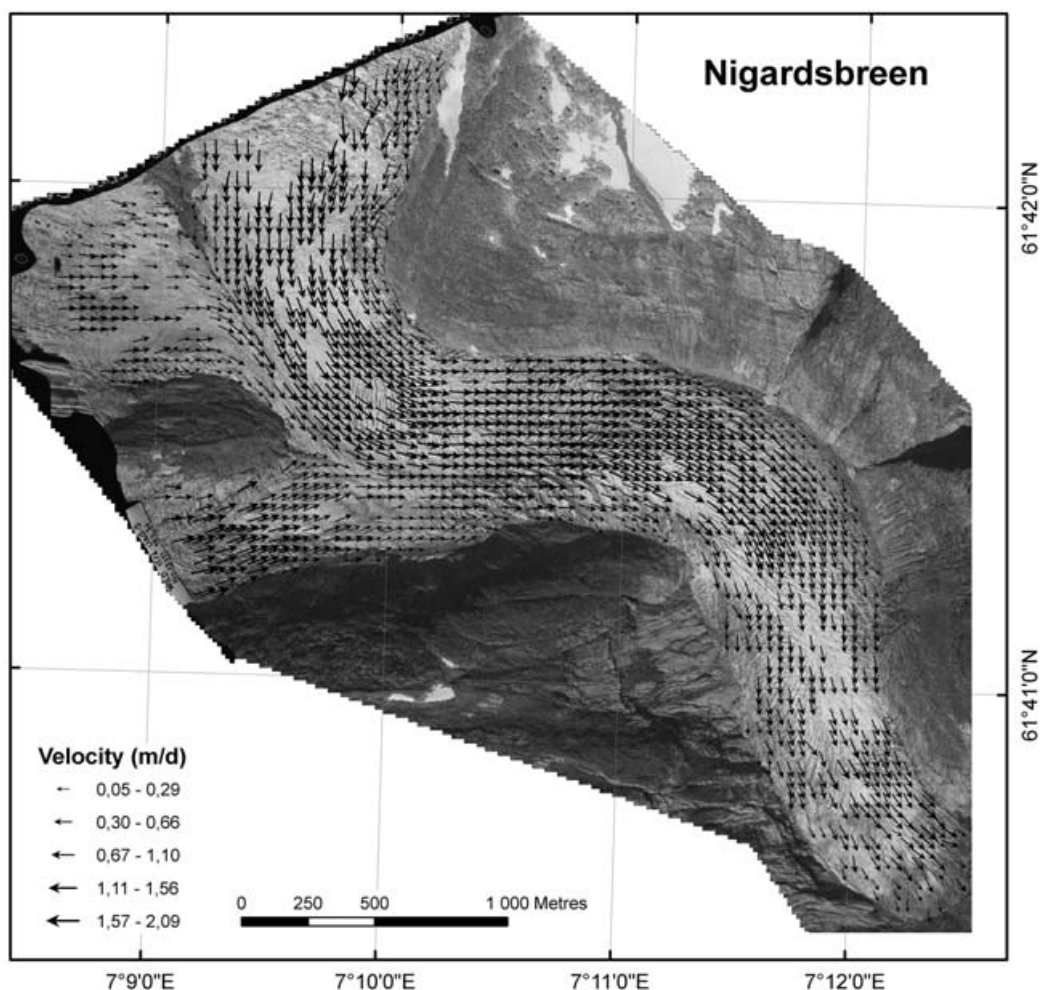 Nigardsbreen
61°42'0"N
61°41'0"N
Velocity (m/d)
0,05 - 0,29
0,30 - 0,66
0,67 - 1,10
1,11 - 1,56
1,57 - 2,09
0 250 500 1 000 Metres
7°9'0"E 7°10'0"E 7°11'0"E 7°12'0"E